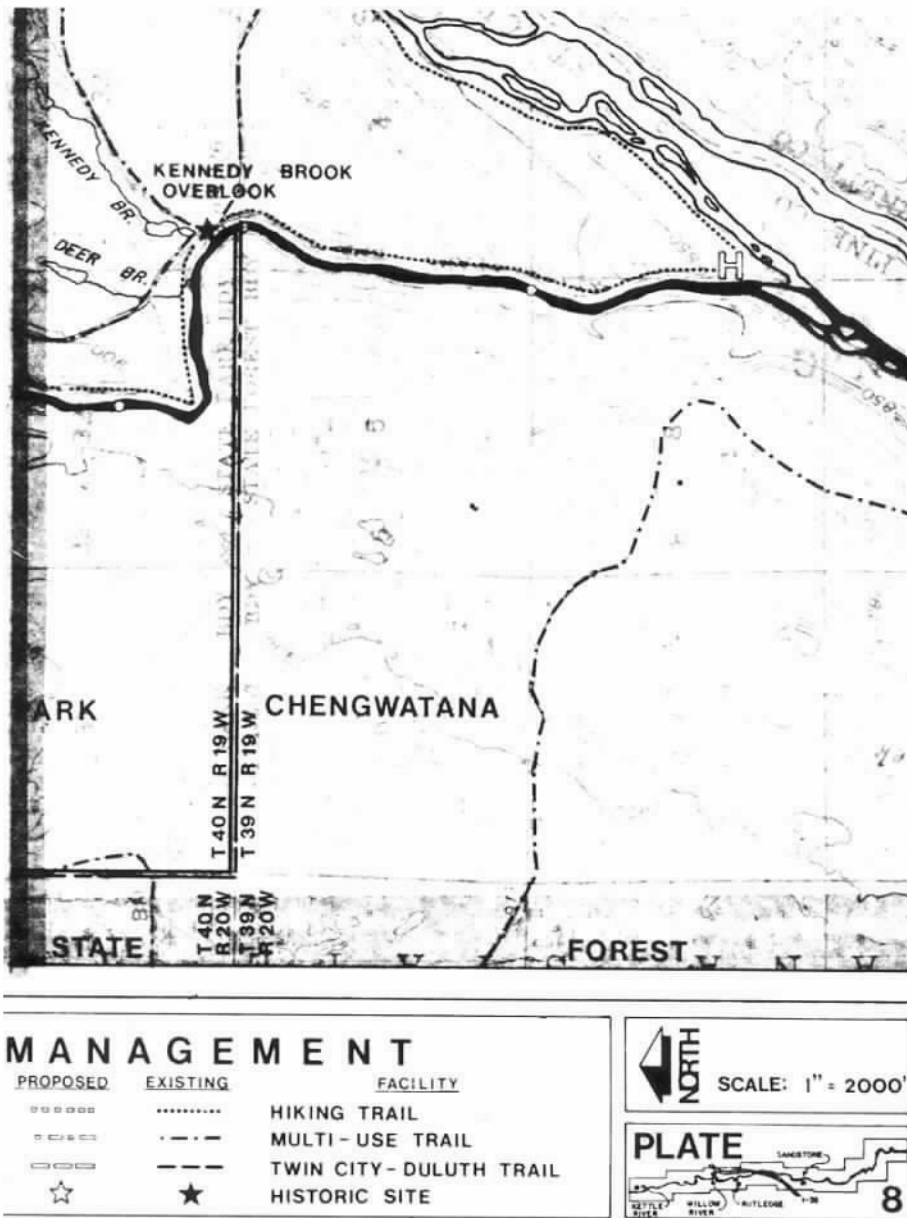 KENNEDY BR.
KENNEDY BROOK
OVERLOOK
DEER BR.
ARK
CHENGWATANA
T40N R19W
T39N R19W
T40N
R20W
T39N
R20W
STATE
FOREST
850
MANAGEMENT
PROPOSED EXISTING FACILITY
HIKING TRAIL
MULTI-USE TRAIL
TWIN CITY-DULUTH TRAIL
HISTORIC SITE
NORTH
SCALE: 1" = 2000'
PLATE
SANDSTONE
KETTLE
RIVER
WILLOW
RIVER
RUTLEDGE
I-35
8